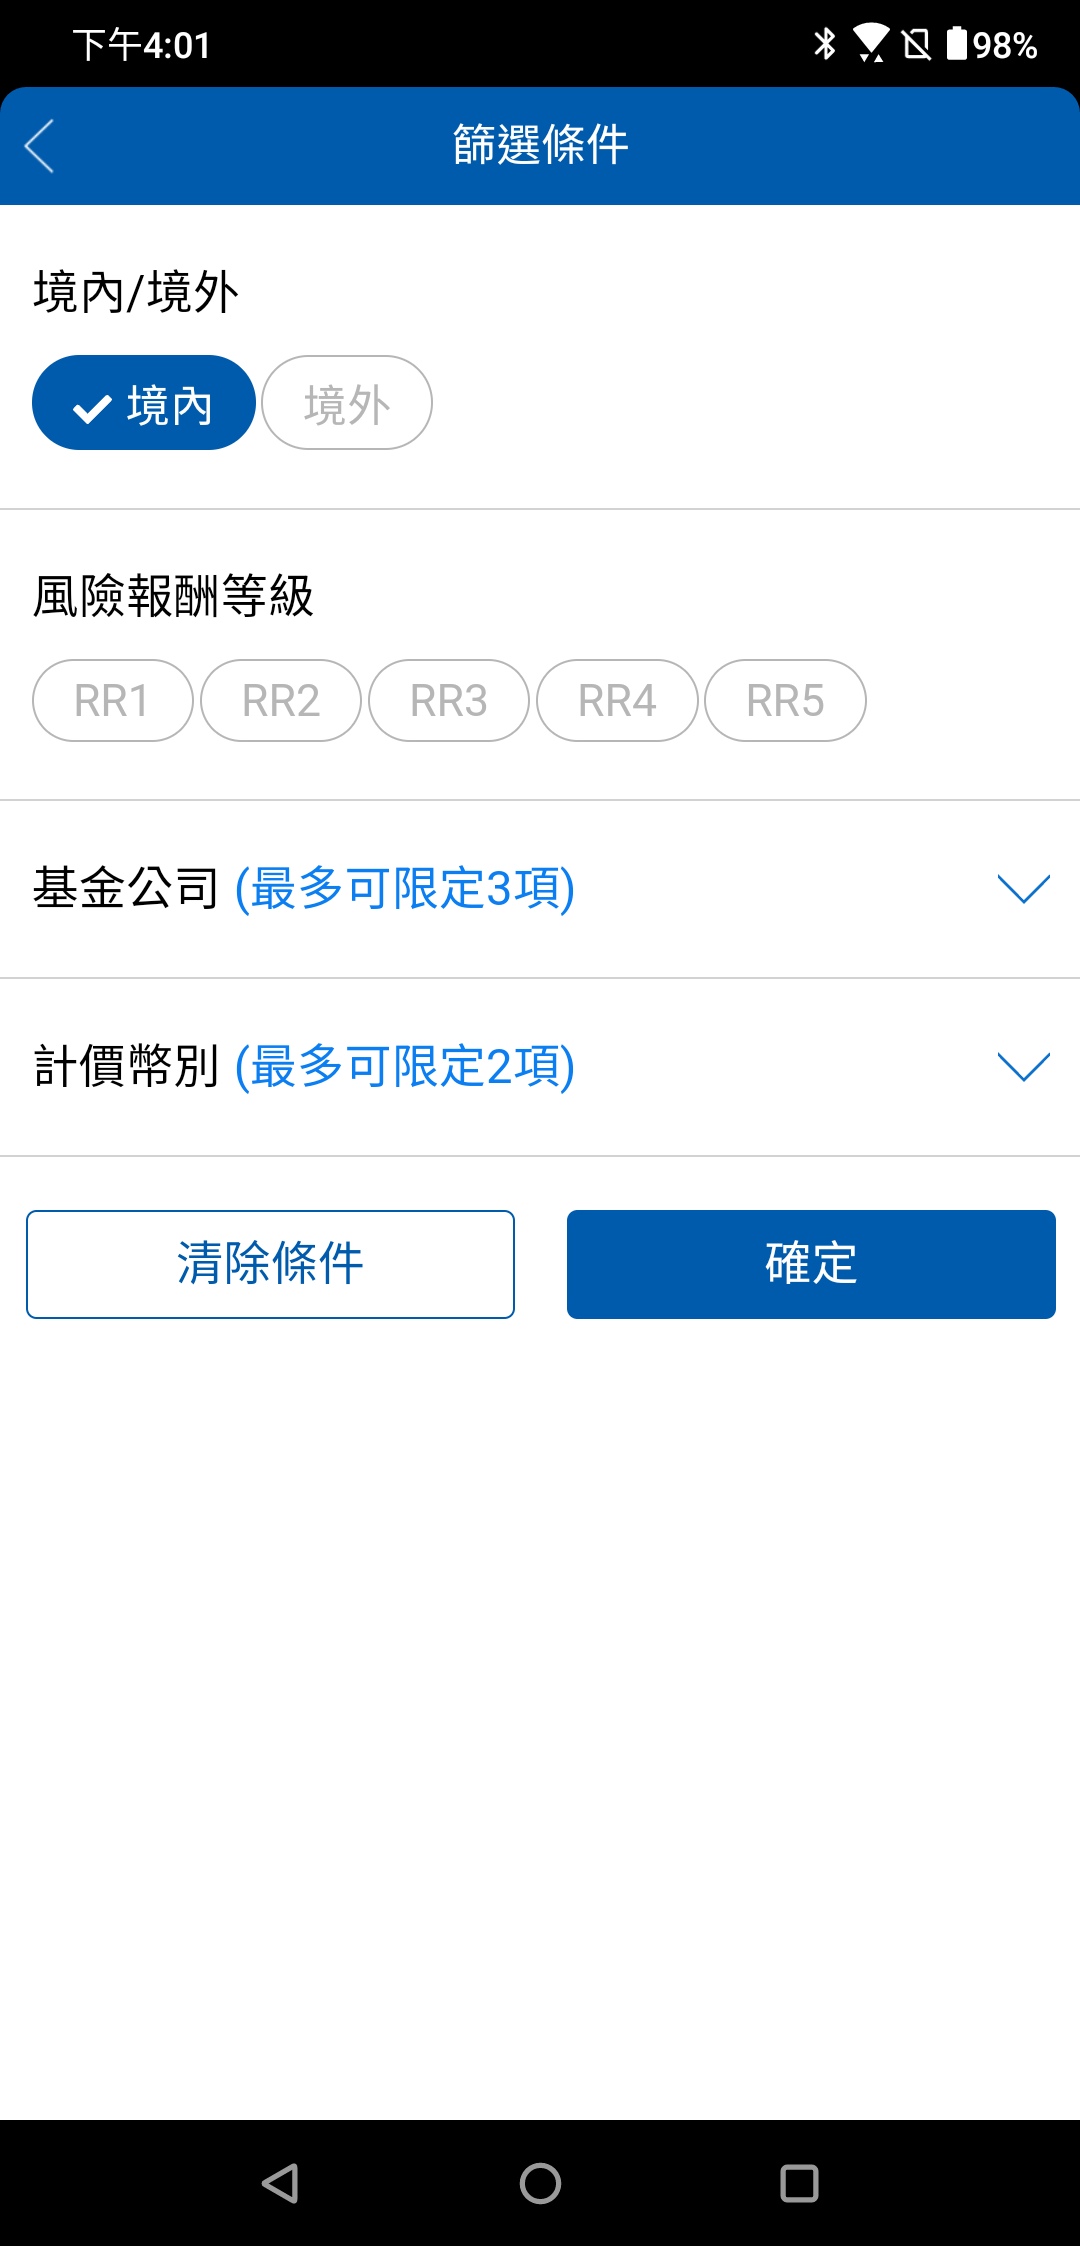 下午4:01
98%
篩選條件
境內/境外
境內 境外
風險報酬等級
RR1 RR2 RR3 RR4 RR5
基金公司 (最多可限定3項)
計價幣別 (最多可限定2項)
清除條件 確定